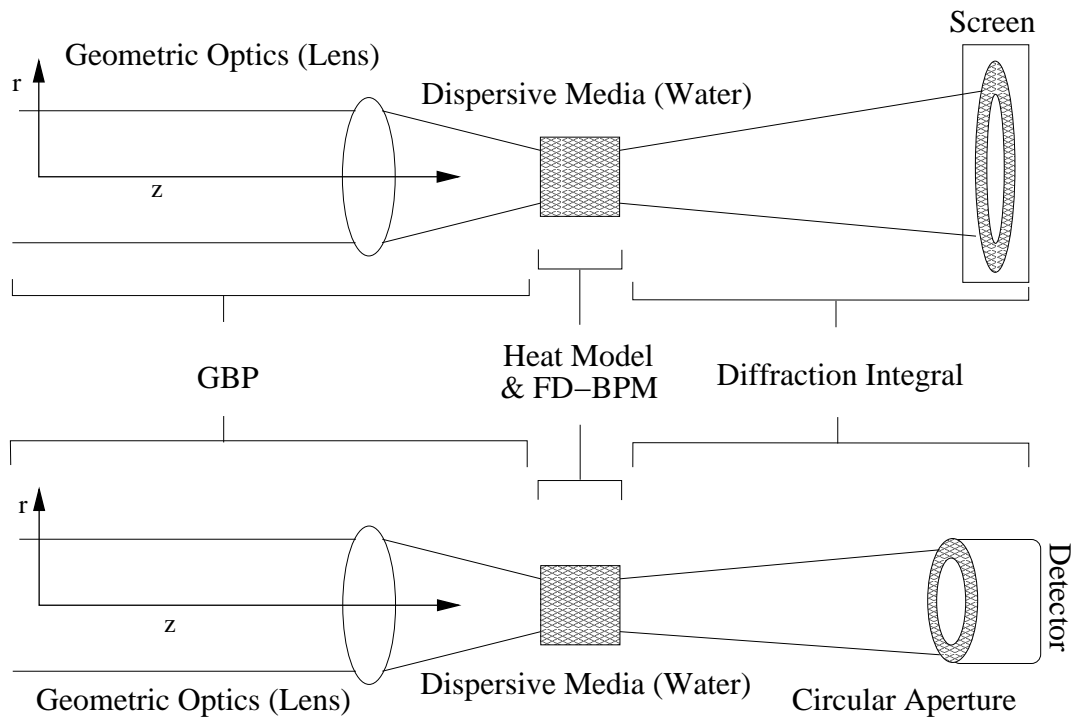 Screen
Geometric Optics (Lens)
r
Dispersive Media (Water)
z
GBP
Heat Model
& FD–BPM
Diffraction Integral
r
Detector
z
Dispersive Media (Water)
Geometric Optics (Lens)
Circular Aperture